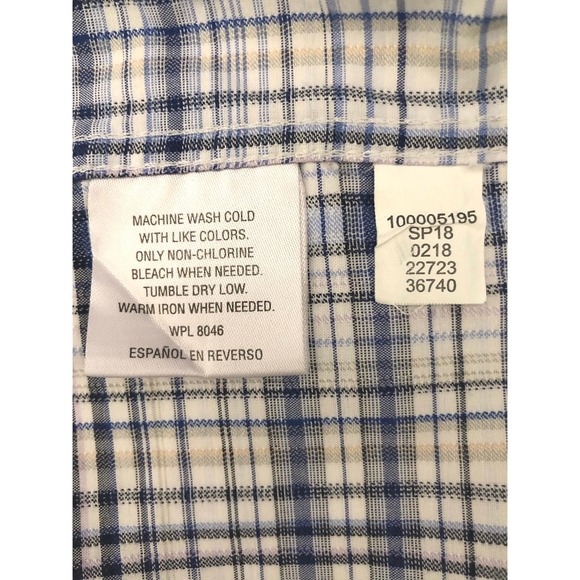 MACHINE WASH COLD
WITH LIKE COLORS.
ONLY NON-CHLORINE
BLEACH WHEN NEEDED.
TUMBLE DRY LOW.
WARM IRON WHEN NEEDED.
WPL 8046
ESPAÑOL EN REVERSO
100005195
SP18
0218
22723
36740